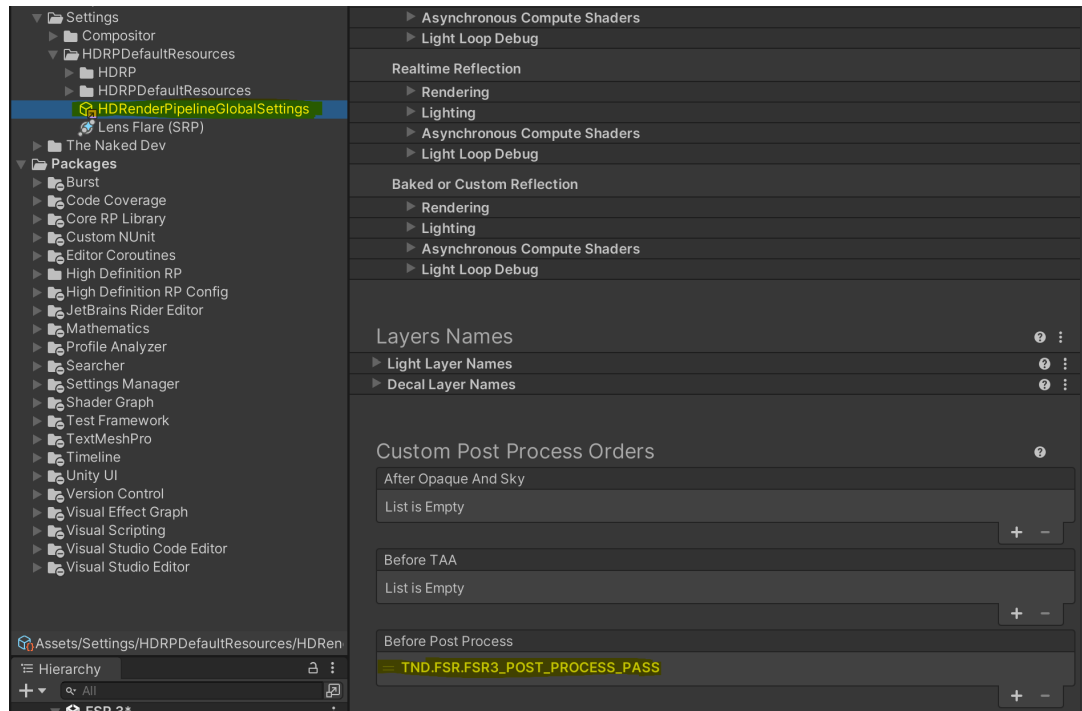 Settings
Compositor
HDRPDefaultResources
HDRP
HDRPDefaultResources
HDRenderPipelineGlobalSettings
Lens Flare (SRP)
The Naked Dev
Packages
Burst
Code Coverage
Core RP Library
Custom NUnit
Editor Coroutines
High Definition RP
High Definition RP Config
JetBrains Rider Editor
Mathematics
Profile Analyzer
Searcher
Settings Manager
Shader Graph
Test Framework
TextMeshPro
Timeline
Unity UI
Version Control
Visual Effect Graph
Visual Scripting
Visual Studio Code Editor
Visual Studio Editor
Assets/Settings/HDRPDefaultResources/HDRen
Hierarchy
All
FSR 3*
Asynchronous Compute Shaders
Light Loop Debug
Realtime Reflection
Rendering
Lighting
Asynchronous Compute Shaders
Light Loop Debug
Baked or Custom Reflection
Rendering
Lighting
Asynchronous Compute Shaders
Light Loop Debug
Layers Names
Light Layer Names
Decal Layer Names
Custom Post Process Orders
After Opaque And Sky
List is Empty
+ −
Before TAA
List is Empty
+ −
Before Post Process
= TND.FSR.FSR3_POST_PROCESS_PASS
+ −